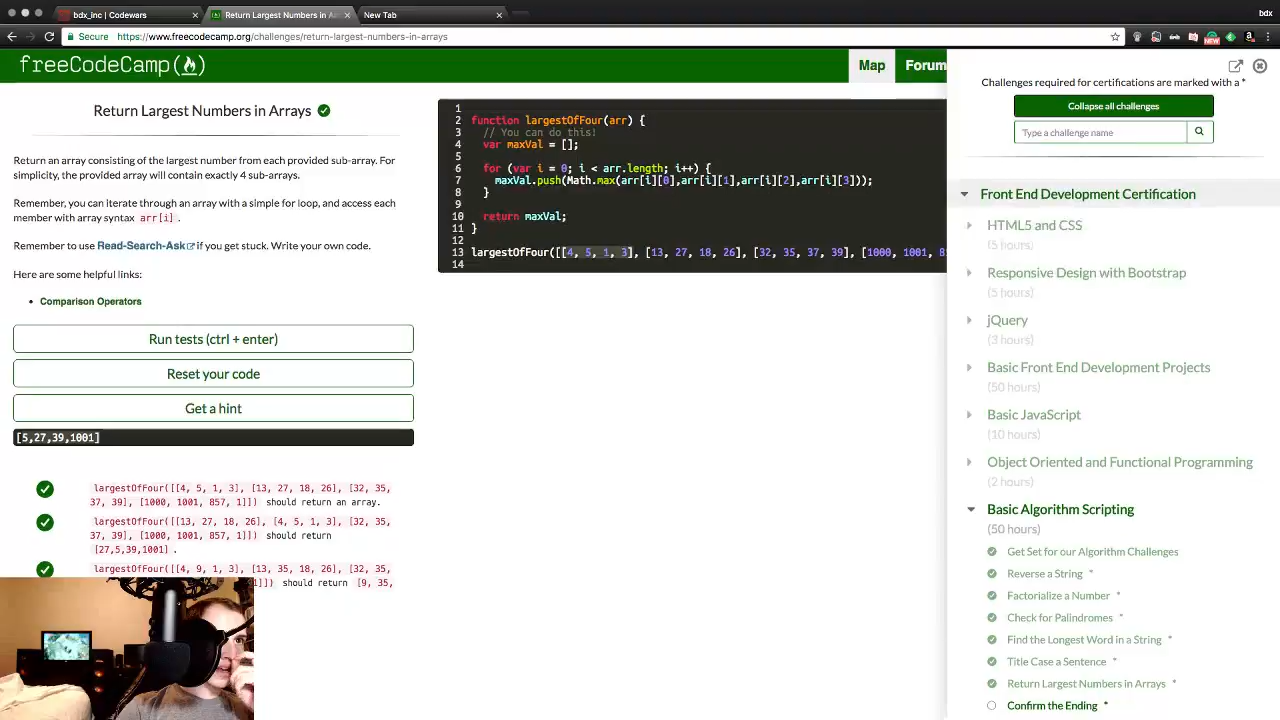 bdx_inc | Codewars
Return Largest Numbers in A
New Tab
bdx
Secure
https://www.freecodecamp.org/challenges/return-largest-numbers-in-arrays
NEW
freeCodeCamp
Map
Forum
Return Largest Numbers in Arrays
Return an array consisting of the largest number from each provided sub-array. For
simplicity, the provided array will contain exactly 4 sub-arrays.
Remember, you can iterate through an array with a simple for loop, and access each
member with array syntax arr[i] .
Remember to use Read-Search-Ask if you get stuck. Write your own code.
Here are some helpful links:
• Comparison Operators
Run tests (ctrl + enter)
Reset your code
Get a hint
[5,27,39,1001]
largestOfFour([[4, 5, 1, 3], [13, 27, 18, 26], [32, 35,
37, 39], [1000, 1001, 857, 1]]) should return an array.
largestOfFour([[13, 27, 18, 26], [4, 5, 1, 3], [32, 35,
37, 39], [1000, 1001, 857, 1]]) should return
[27,5,39,1001] .
largestOfFour([[4, 9, 1, 3], [13, 35, 18, 26], [32, 35,
1]]) should return [9, 35,
1
2 function largestOfFour(arr) {
3 // You can do this!
4 var maxVal = [];
5
6 for (var i = 0; i < arr.length; i++) {
7 maxVal.push(Math.max(arr[i][0],arr[i][1],arr[i][2],arr[i][3]));
8 }
9
10 return maxVal;
11 }
12
13 largestOfFour([[4, 5, 1, 3], [13, 27, 18, 26], [32, 35, 37, 39], [1000, 1001, 8
14
Challenges required for certifications are marked with a *
Collapse all challenges
Type a challenge name
Front End Development Certification
HTML5 and CSS
(5 hours)
Responsive Design with Bootstrap
(5 hours)
jQuery
(3 hours)
Basic Front End Development Projects
(50 hours)
Basic JavaScript
(10 hours)
Object Oriented and Functional Programming
(2 hours)
Basic Algorithm Scripting
(50 hours)
Get Set for our Algorithm Challenges
Reverse a String *
Factorialize a Number *
Check for Palindromes *
Find the Longest Word in a String *
Title Case a Sentence *
Return Largest Numbers in Arrays *
Confirm the Ending *